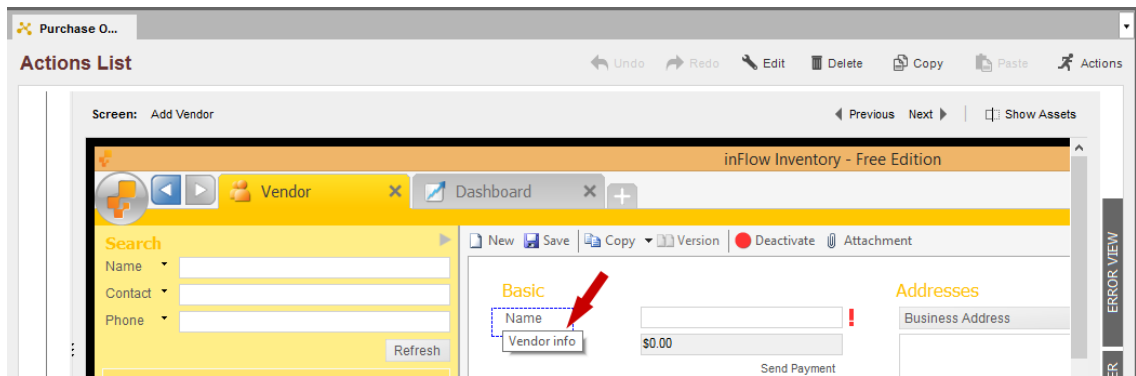 Purchase O...
Actions List
Undo Redo Edit Delete Copy Paste Actions
Screen: Add Vendor
Previous Next Show Assets
inFlow Inventory - Free Edition
Vendor Dashboard
Search
New Save Copy Version Deactivate Attachment
Name
Contact
Phone
Refresh
Basic
Name
Vendor info
$0.00
Send Payment
Addresses
Business Address
ERROR VIEW
ER